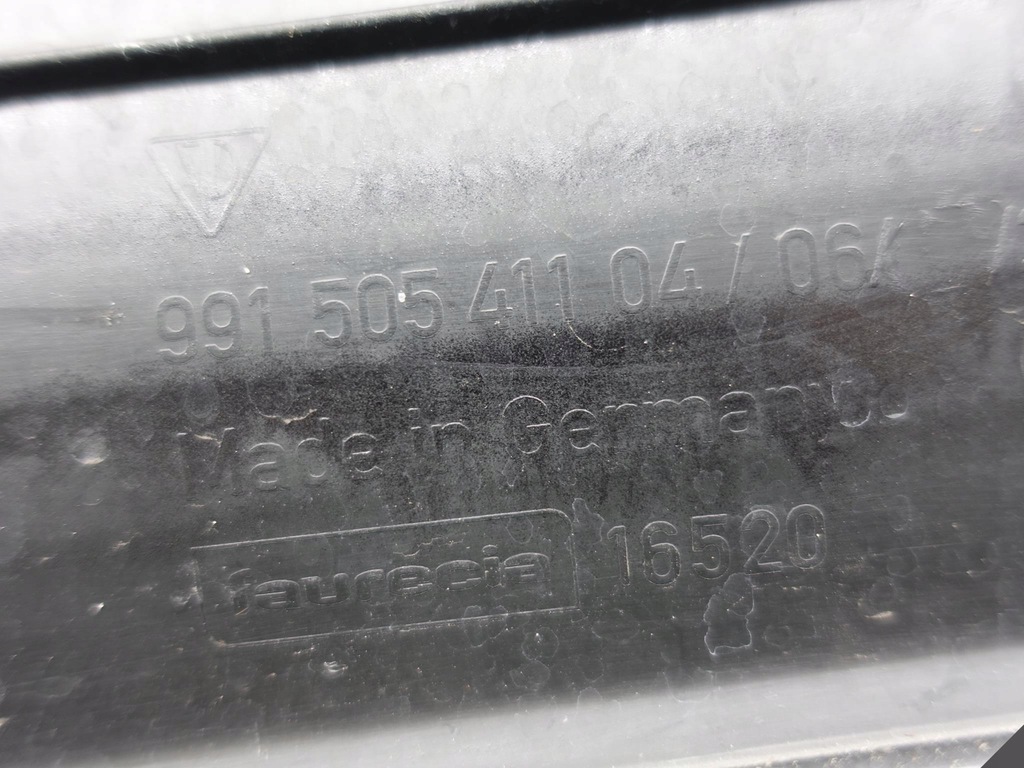 991 505 411 04 / 06/
Made in Germany
faurecia 16520